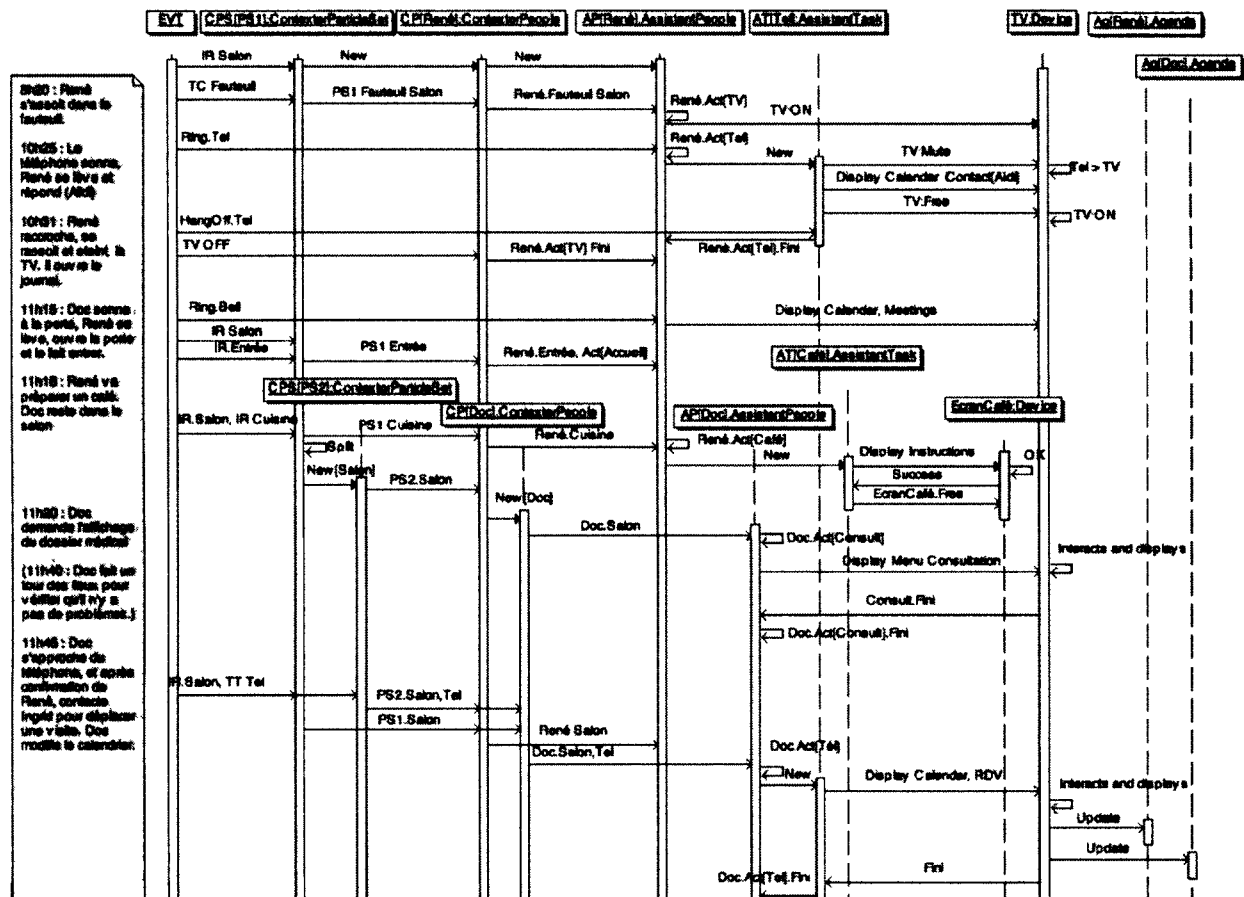 EVT
CPS[PS1]:ContexterParticleSet
CP[René]:ContexterPeople
AP[René]:AssistantPeople
AT[Tel]:AssistantTask
TV:Device
Ag[René]:Agenda
Ag[Doc]:Agenda
8h30 : René
s'assoit dans le
fauteuil.
10h25 : Le
téléphone sonne,
René se lève et
répond (Aldi)
10h31 : René
raccroche, se
rassoit et éteint la
TV. Il ouvre le
journal.
11h15 : Doc sonne
à la porte, René se
lève, ouvre la porte
et le fait entrer.
11h18 : René va
préparer un café.
Doc reste dans le
salon
11h30 : Doc
demande l'affichage
du dossier médical
(11h40 : Doc fait un
tour des lieux pour
vérifier qu'il n'y a
pas de problèmes.)
11h45 : Doc
s'approche du
téléphone, et après
confirmation de
René, contacte
Ingrid pour déplacer
une visite. Doc
modifie le calendrier.
IR Salon
New
New
TC Fauteuil
PS1 Fauteuil Salon
René.Fauteuil Salon
René.Act[TV]
TV:ON
Ring.Tel
René.Act[Tel]
New
TV:Mute
Tel > TV
Display Calender Contact[Aldi]
TV:Free
TV:ON
HangOff.Tel
René.Act[Tel].Fini
TV OFF
René.Act[TV] Fini
Ring.Bell
Display Calender, Meetings
IR Salon
IR.Entrée
PS1 Entrée
René.Entrée, Act[Accueil]
AT[Café]:AssistantTask
CPS[PS2]:ContexterParticleSet
CP[Doc]:ContexterPeople
AP[Doc]:AssistantPeople
EcranCafé:Device
IR.Salon, IR Cuisine
PS1 Cuisine
René.Cuisine
René.Act[Café]
Split
New
Display Instructions
OK
New[Salon]
PS2.Salon
Success
EcranCafé.Free
New[Doc]
Doc.Salon
Doc.Act[Consult]
Interacts and displays
Display Menu Consultation
Consult.Fini
Doc.Act[Consult].Fini
IR.Salon, TT Tel
PS2.Salon,Tel
PS1.Salon
René Salon
Doc.Salon,Tel
Doc.Act[Tel]
New
Display Calender, RDV
Interacts and displays
Update
Update
Fini
Doc.Act[Tel].Fini